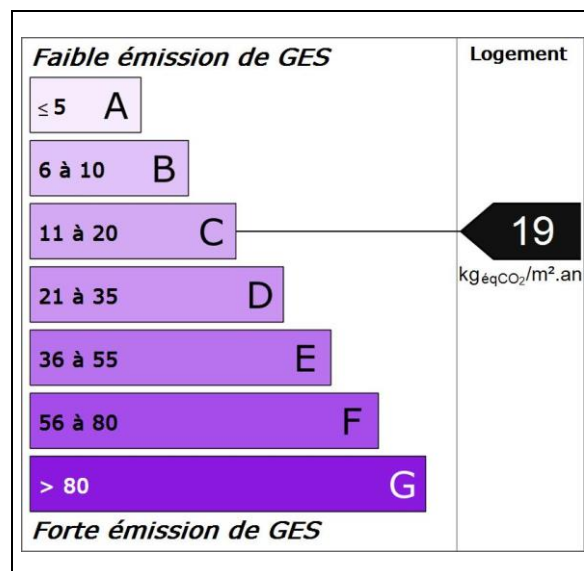 Faible émission de GES
Logement
≤ 5 A
6 à 10 B
11 à 20 C
19
kgéqCO₂/m².an
21 à 35 D
36 à 55 E
56 à 80 F
> 80 G
Forte émission de GES